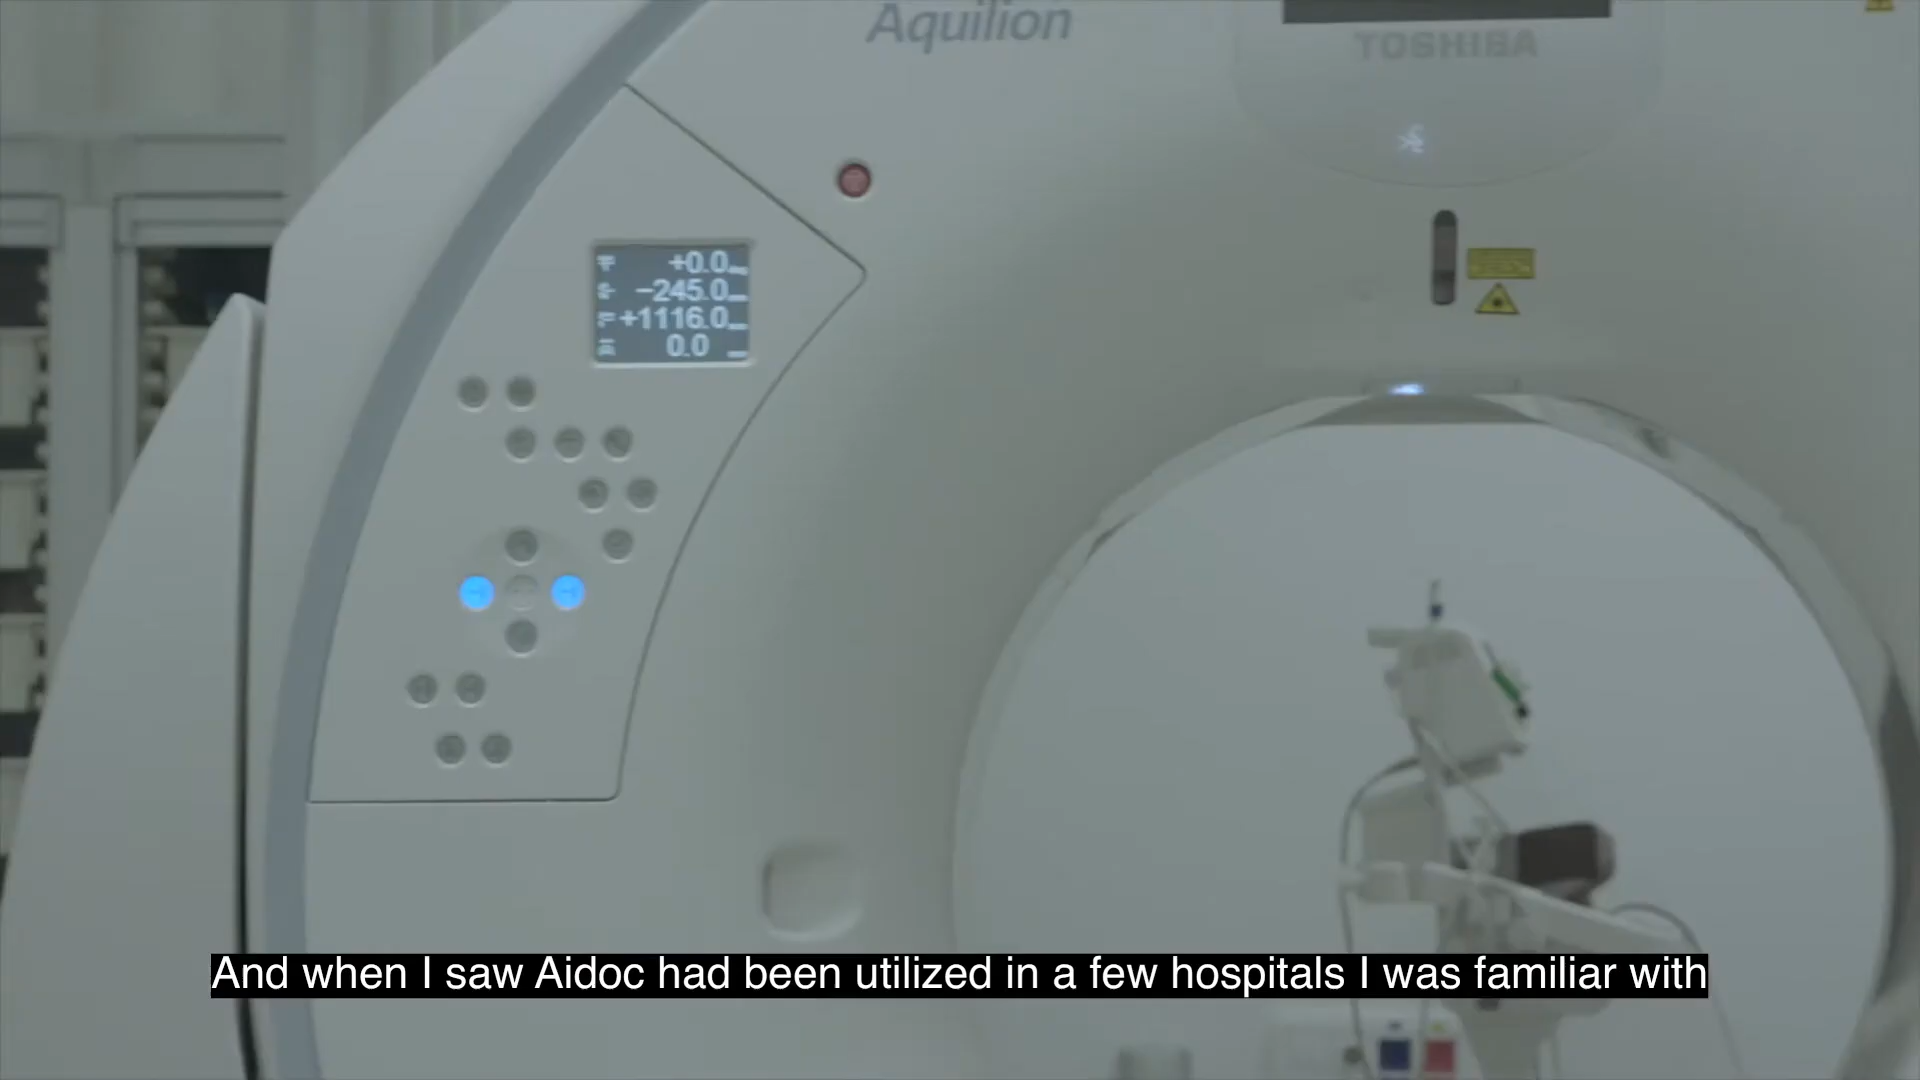 Aquilion
TOSHIBA
+0.0
-245.0
+1116.0
0.0
And when I saw Aidoc had been utilized in a few hospitals I was familiar with